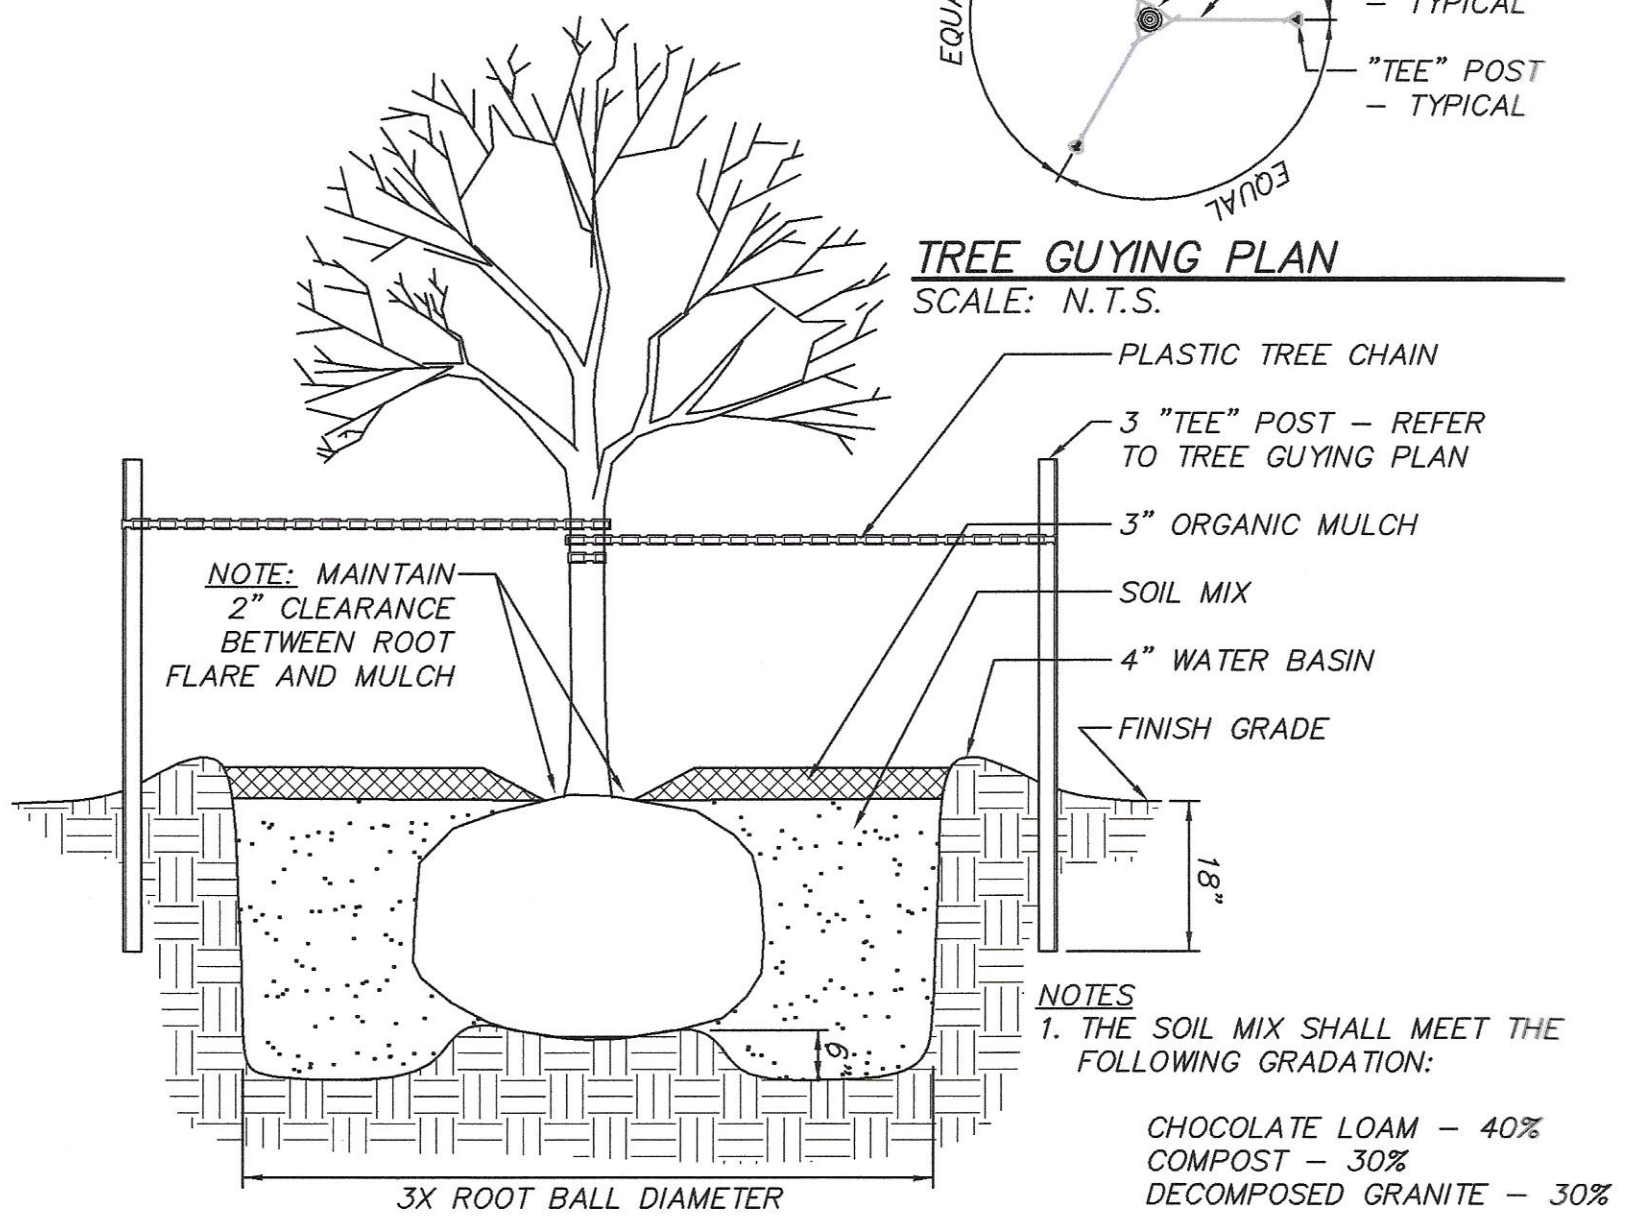 – TYPICAL
"TEE" POST
– TYPICAL
EQUAL
TREE GUYING PLAN
SCALE: N.T.S.
PLASTIC TREE CHAIN
3 "TEE" POST – REFER
TO TREE GUYING PLAN
3" ORGANIC MULCH
NOTE: MAINTAIN
2" CLEARANCE
BETWEEN ROOT
FLARE AND MULCH
SOIL MIX
4" WATER BASIN
FINISH GRADE
18"
6"
3X ROOT BALL DIAMETER
NOTES
1. THE SOIL MIX SHALL MEET THE
FOLLOWING GRADATION:
CHOCOLATE LOAM – 40%
COMPOST – 30%
DECOMPOSED GRANITE – 30%